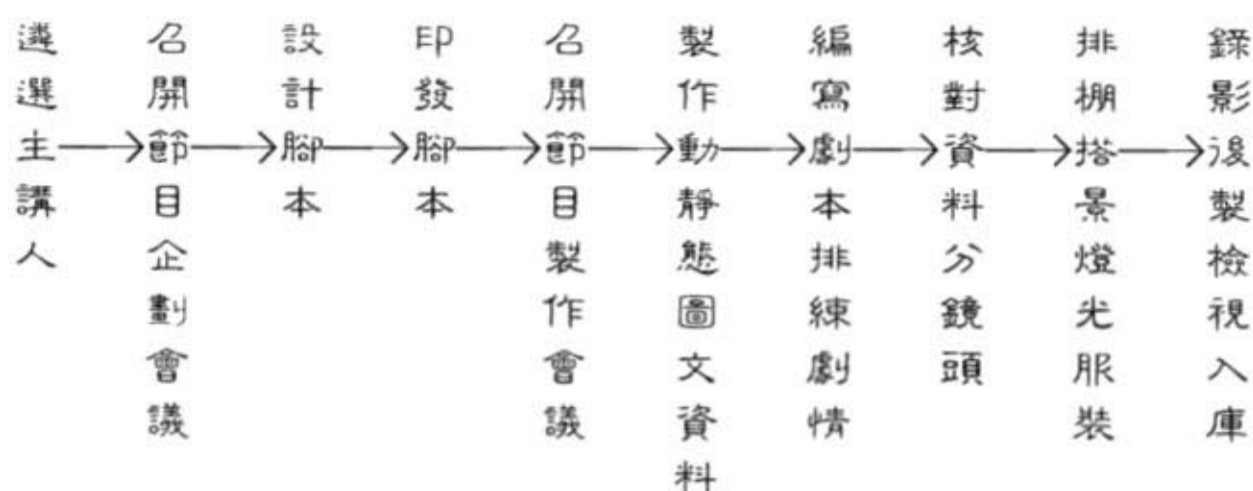 遴選主講人
召開節目企劃會議
設計腳本
印發腳本
召開節目製作會議
製作動靜態圖文資料
編寫劇本排練劇情
核對資料分鏡頭
排棚搭景燈光服裝
錄影後製檢視入庫